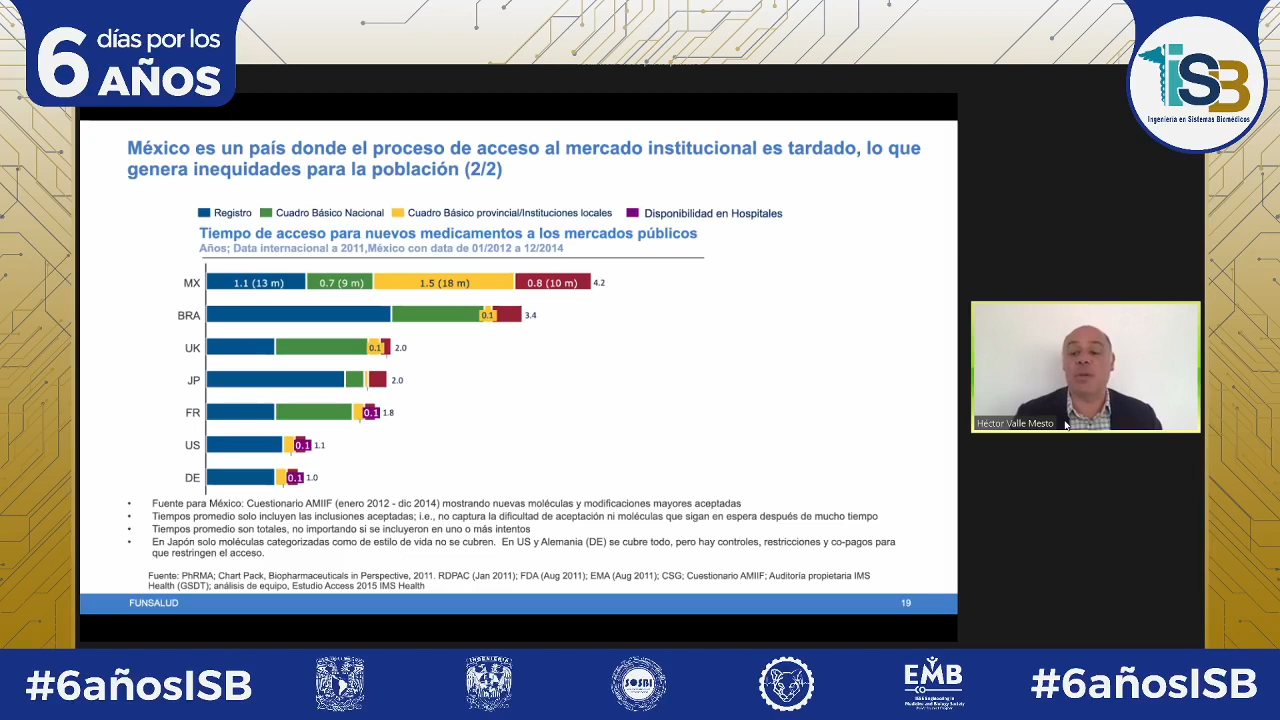 6 días por los
AÑOS
iSB
Ingeniería en Sistemas Biomédicos
México es un país donde el proceso de acceso al mercado institucional es tardado, lo que
genera inequidades para la población (2/2)
Registro Cuadro Básico Nacional Cuadro Básico provincial/Instituciones locales Disponibilidad en Hospitales
Tiempo de acceso para nuevos medicamentos a los mercados públicos
Años; Data internacional a 2011,México con data de 01/2012 a 12/2014
MX 1.1 (13 m) 0.7 (9 m) 1.5 (18 m) 0.8 (10 m) 4.2
BRA 0.1 3.4
UK 0.1 2.0
JP 2.0
FR 0.1 1.8
US 0.1 1.1
DE 0.1 1.0
• Fuente para México: Cuestionario AMIIF (enero 2012 - dic 2014) mostrando nuevas moléculas y modificaciones mayores aceptadas
• Tiempos promedio solo incluyen las inclusiones aceptadas; i.e., no captura la dificultad de aceptación ni moléculas que sigan en espera después de mucho tiempo
• Tiempos promedio son totales, no importando si se incluyeron en uno o más intentos
• En Japón solo moléculas categorizadas como de estilo de vida no se cubren. En US y Alemania (DE) se cubre todo, pero hay controles, restricciones y co-pagos para
que restringen el acceso.
Fuente: PhRMA; Chart Pack, Biopharmaceuticals in Perspective, 2011. RDPAC (Jan 2011); FDA (Aug 2011); EMA (Aug 2011); CSG; Cuestionario AMIIF; Auditoría propietaria IMS
Health (GSDT); análisis de equipo, Estudio Access 2015 IMS Health
FUNSALUD 19
Héctor Valle Mesto
#6añosISB
INGENIERIA
SOSBI
EMB
#6añosISB